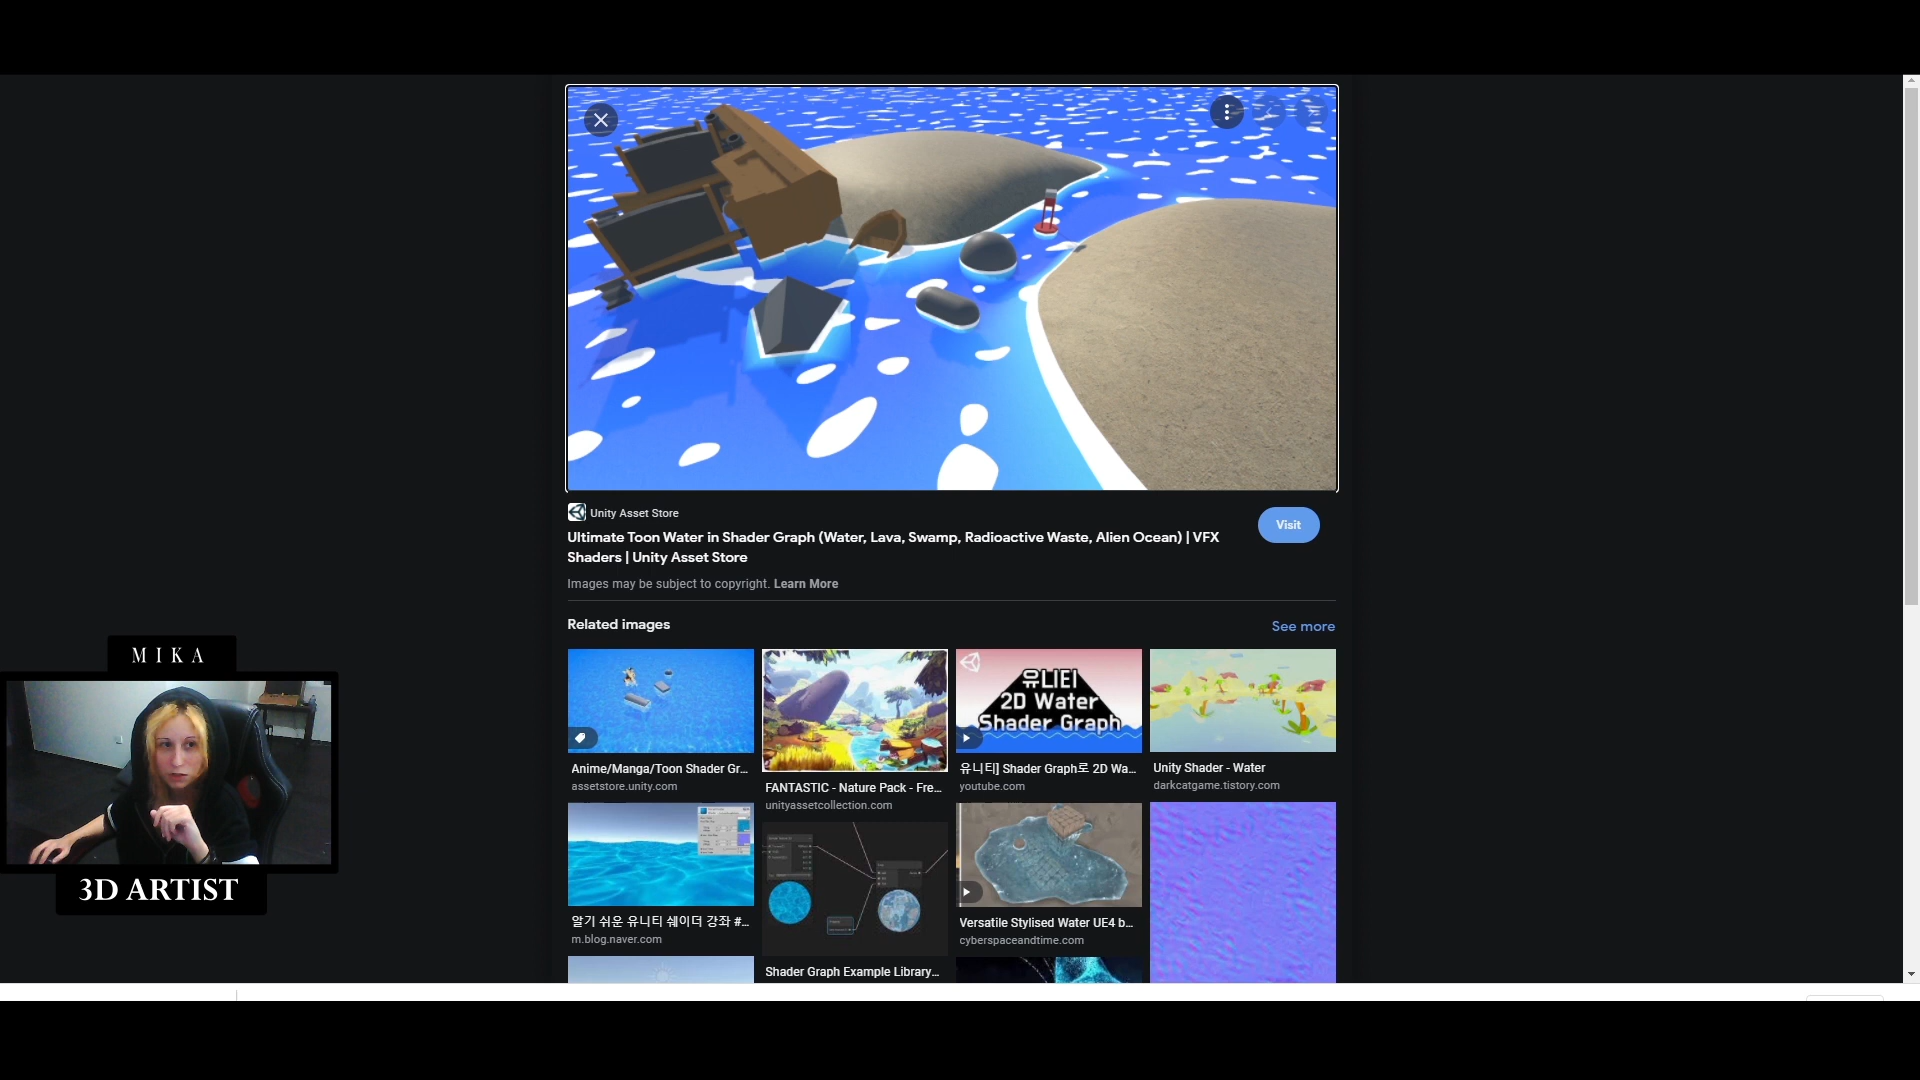 Unity Asset Store
Visit
Ultimate Toon Water in Shader Graph (Water, Lava, Swamp, Radioactive Waste, Alien Ocean) | VFX
Shaders | Unity Asset Store
Images may be subject to copyright. Learn More
Related images
See more
MIKA
3D ARTIST
유니티
2D Water
Shader Graph
Anime/Manga/Toon Shader Gr...
assetstore.unity.com
FANTASTIC - Nature Pack - Fre...
unityassetcollection.com
유니티] Shader Graph로 2D Wa...
youtube.com
Unity Shader - Water
darkcatgame.tistory.com
알기 쉬운 유니티 쉐이더 강좌 #...
m.blog.naver.com
Shader Graph Example Library...
Versatile Stylised Water UE4 b...
cyberspaceandtime.com